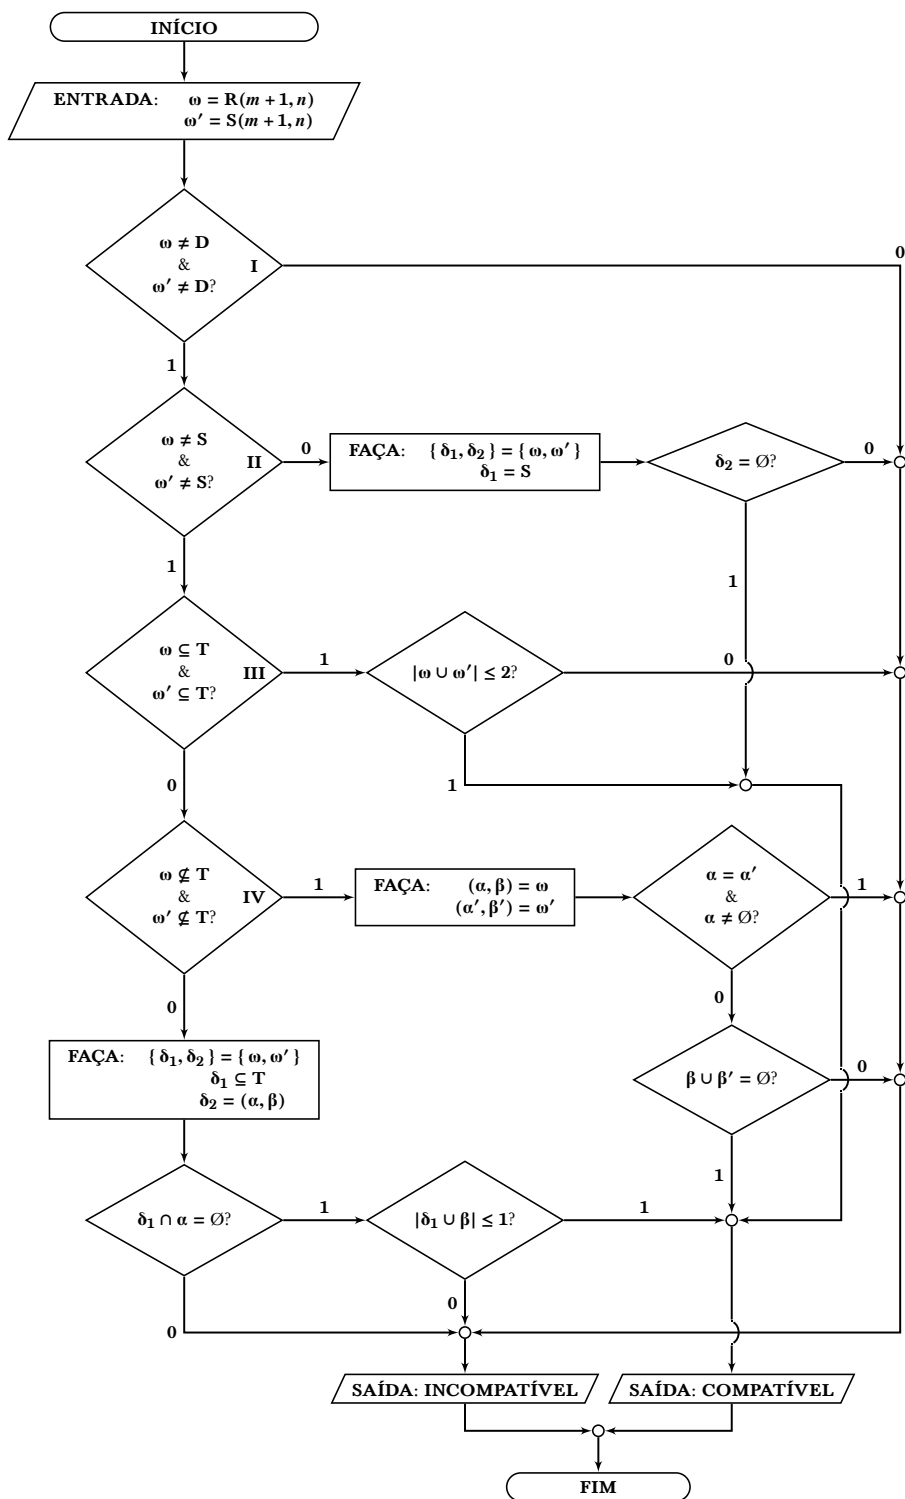 INÍCIO
ENTRADA: ω = R(m + 1, n)
ω′ = S(m + 1, n)
ω ≠ D
&
ω′ ≠ D?
I
0
1
ω ≠ S
&
ω′ ≠ S?
II
0
FAÇA: { δ₁, δ₂ } = { ω, ω′ }
δ₁ = S
δ₂ = Ø?
0
1
1
ω ⊆ T
&
ω′ ⊆ T?
III
1
|ω ∪ ω′| ≤ 2?
0
0
1
ω ⊈ T
&
ω′ ⊈ T?
IV
1
FAÇA: (α, β) = ω
(α′, β′) = ω′
α = α′
&
α ≠ Ø?
1
0
0
FAÇA: { δ₁, δ₂ } = { ω, ω′ }
δ₁ ⊆ T
δ₂ = (α, β)
β ∪ β′ = Ø?
0
1
δ₁ ∩ α = Ø?
1
|δ₁ ∪ β| ≤ 1?
1
0
0
SAÍDA: INCOMPATÍVEL
SAÍDA: COMPATÍVEL
FIM